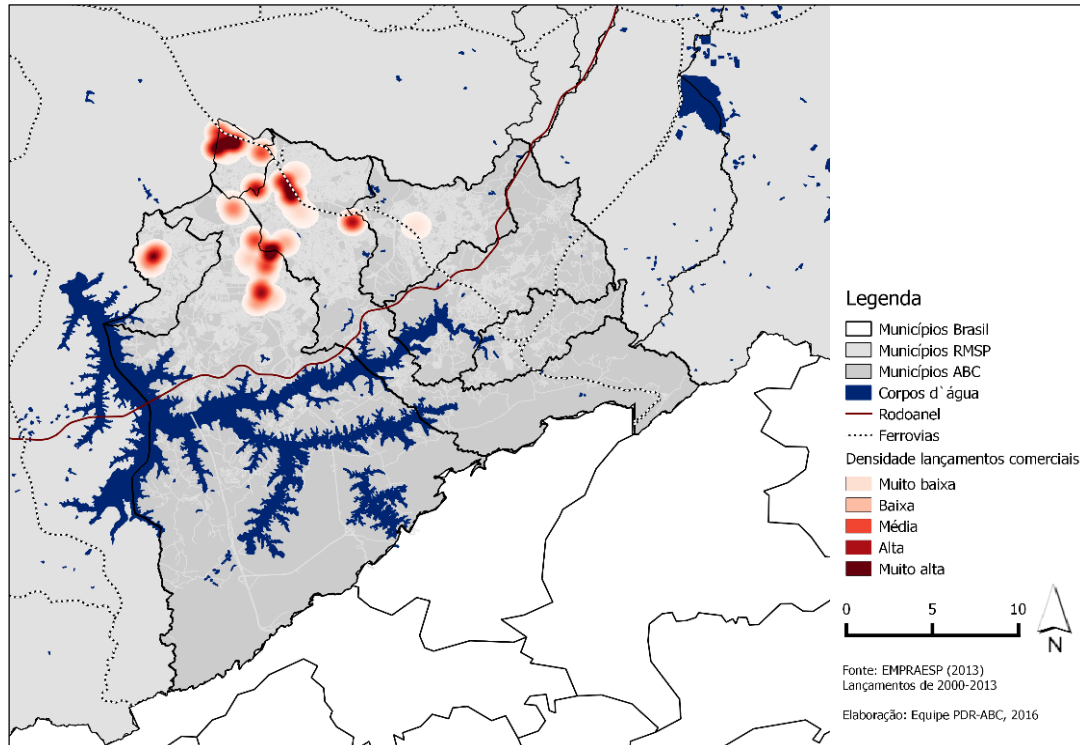 Legenda
Municípios Brasil
Municípios RMSP
Municípios ABC
Corpos d`água
Rodoanel
Ferrovias
Densidade lançamentos comerciais
Muito baixa
Baixa
Média
Alta
Muito alta
0 5 10
N
Fonte: EMPRAESP (2013)
Lançamentos de 2000-2013
Elaboração: Equipe PDR-ABC, 2016